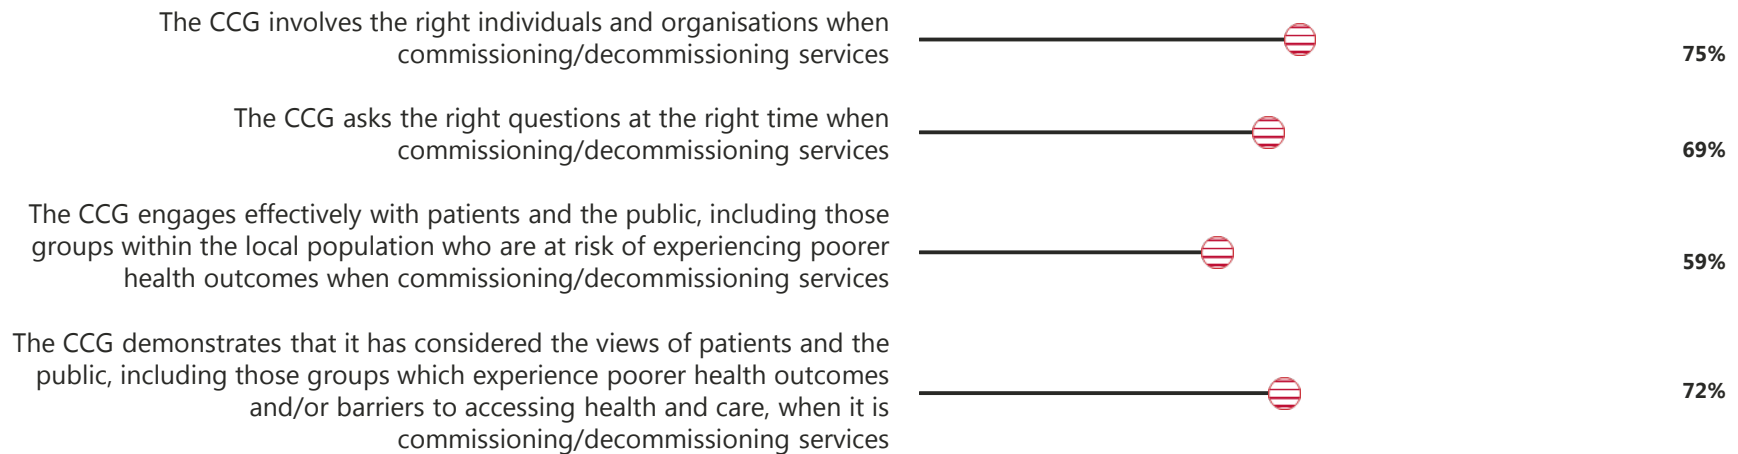 The CCG involves the right individuals and organisations when
commissioning/decommissioning services
75%
The CCG asks the right questions at the right time when
commissioning/decommissioning services
69%
The CCG engages effectively with patients and the public, including those
groups within the local population who are at risk of experiencing poorer
health outcomes when commissioning/decommissioning services
59%
The CCG demonstrates that it has considered the views of patients and the
public, including those groups which experience poorer health outcomes
and/or barriers to accessing health and care, when it is
commissioning/decommissioning services
72%